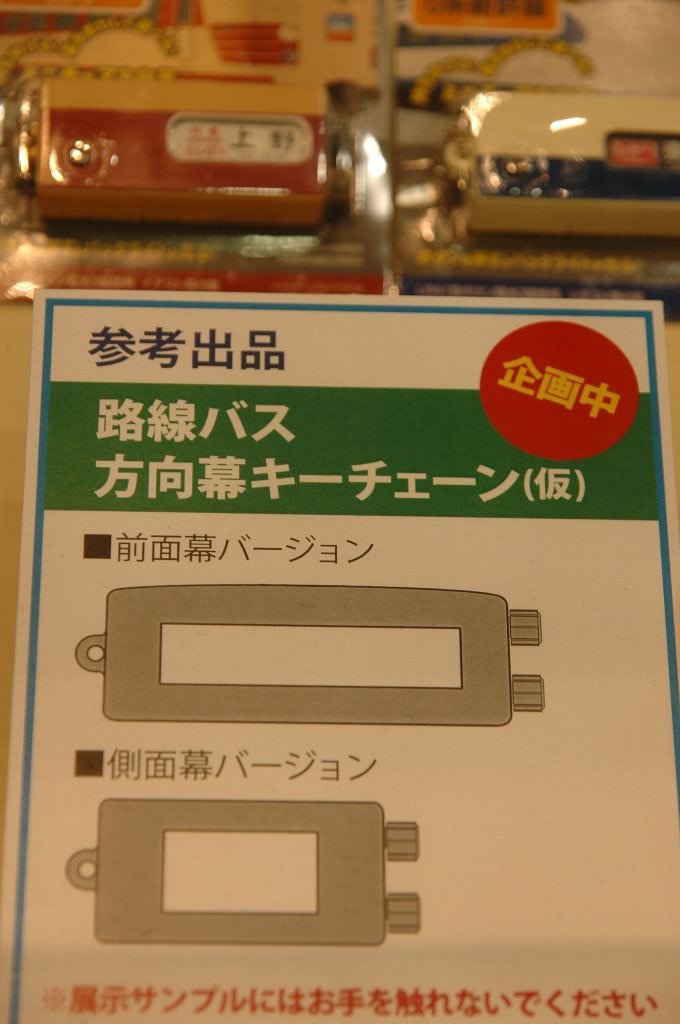 上野
参考出品
企画中
路線バス
方向幕キーチェーン(仮)
■前面幕バージョン
■側面幕バージョン
※展示サンプルにはお手を触れないでください